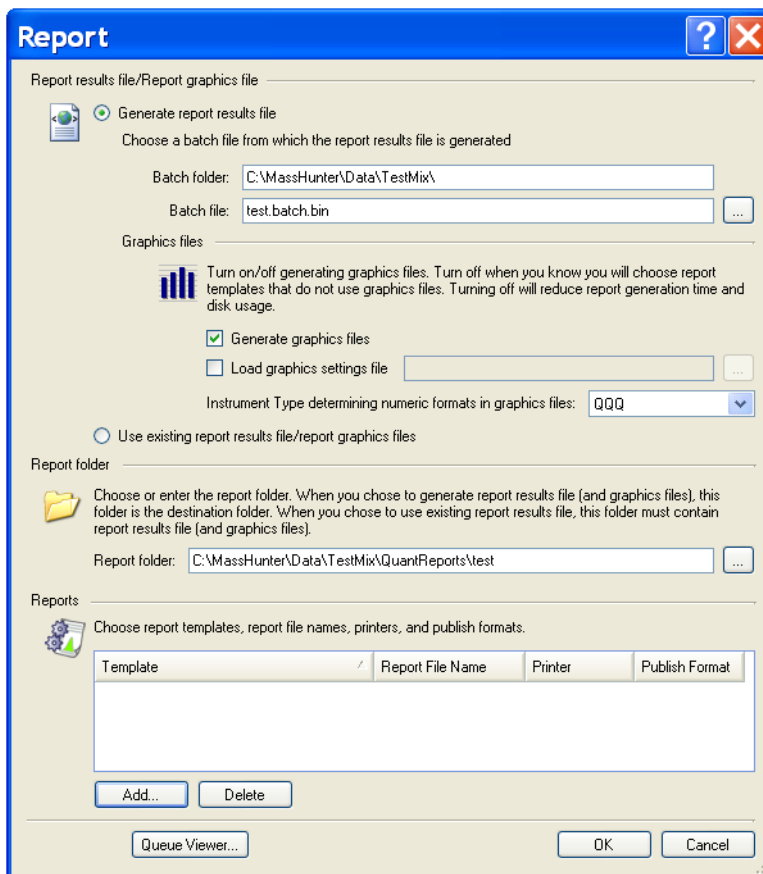 Report
Report results file/Report graphics file
Generate report results file
Choose a batch file from which the report results file is generated
Batch folder: C:\MassHunter\Data\TestMix\
Batch file: test.batch.bin ...
Graphics files
Turn on/off generating graphics files. Turn off when you know you will choose report
templates that do not use graphics files. Turning off will reduce report generation time and
disk usage.
Generate graphics files
Load graphics settings file ...
Instrument Type determining numeric formats in graphics files: QQQ
Use existing report results file/report graphics files
Report folder
Choose or enter the report folder. When you chose to generate report results file (and graphics files), this
folder is the destination folder. When you chose to use existing report results file, this folder must contain
report results file (and graphics files).
Report folder: C:\MassHunter\Data\TestMix\QuantReports\test ...
Reports
Choose report templates, report file names, printers, and publish formats.
Template Report File Name Printer Publish Format
Add... Delete
Queue Viewer... OK Cancel